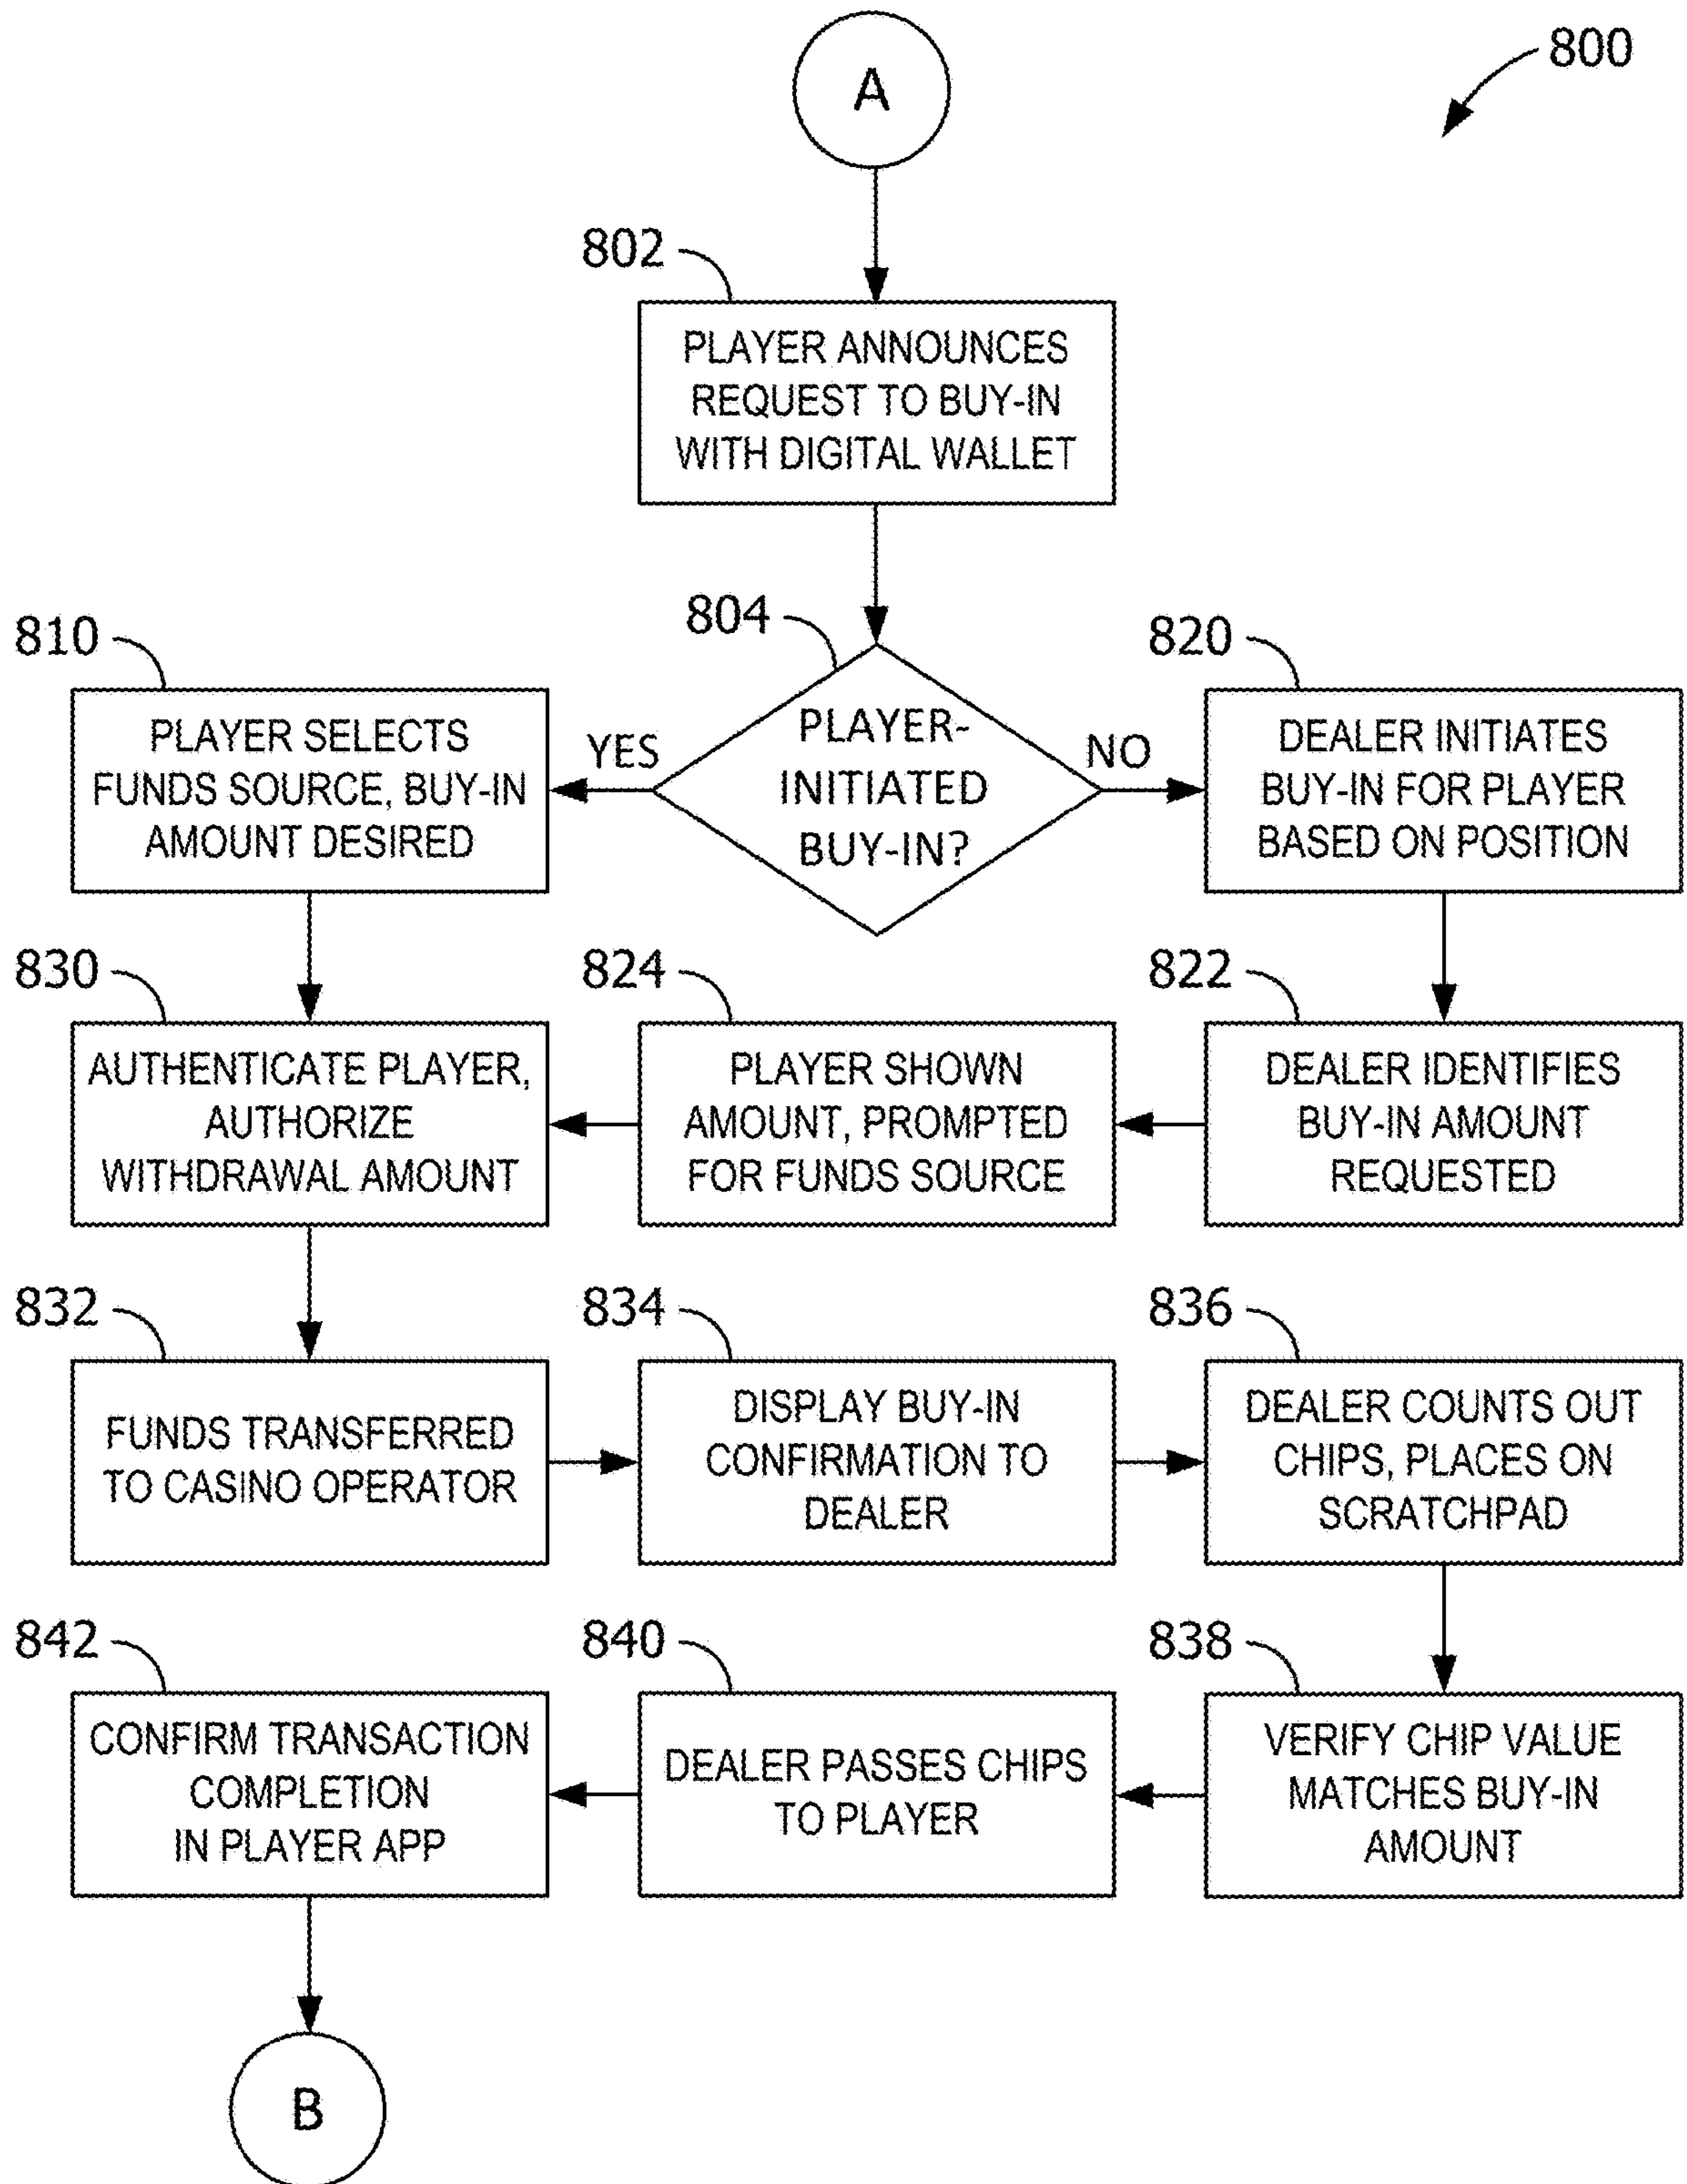 A
800
802
PLAYER ANNOUNCES
REQUEST TO BUY-IN
WITH DIGITAL WALLET
804
PLAYER-
INITIATED
BUY-IN?
YES
NO
810
PLAYER SELECTS
FUNDS SOURCE, BUY-IN
AMOUNT DESIRED
820
DEALER INITIATES
BUY-IN FOR PLAYER
BASED ON POSITION
822
DEALER IDENTIFIES
BUY-IN AMOUNT
REQUESTED
824
PLAYER SHOWN
AMOUNT, PROMPTED
FOR FUNDS SOURCE
830
AUTHENTICATE PLAYER,
AUTHORIZE
WITHDRAWAL AMOUNT
832
FUNDS TRANSFERRED
TO CASINO OPERATOR
834
DISPLAY BUY-IN
CONFIRMATION TO
DEALER
836
DEALER COUNTS OUT
CHIPS, PLACES ON
SCRATCHPAD
838
VERIFY CHIP VALUE
MATCHES BUY-IN
AMOUNT
840
DEALER PASSES CHIPS
TO PLAYER
842
CONFIRM TRANSACTION
COMPLETION
IN PLAYER APP
B